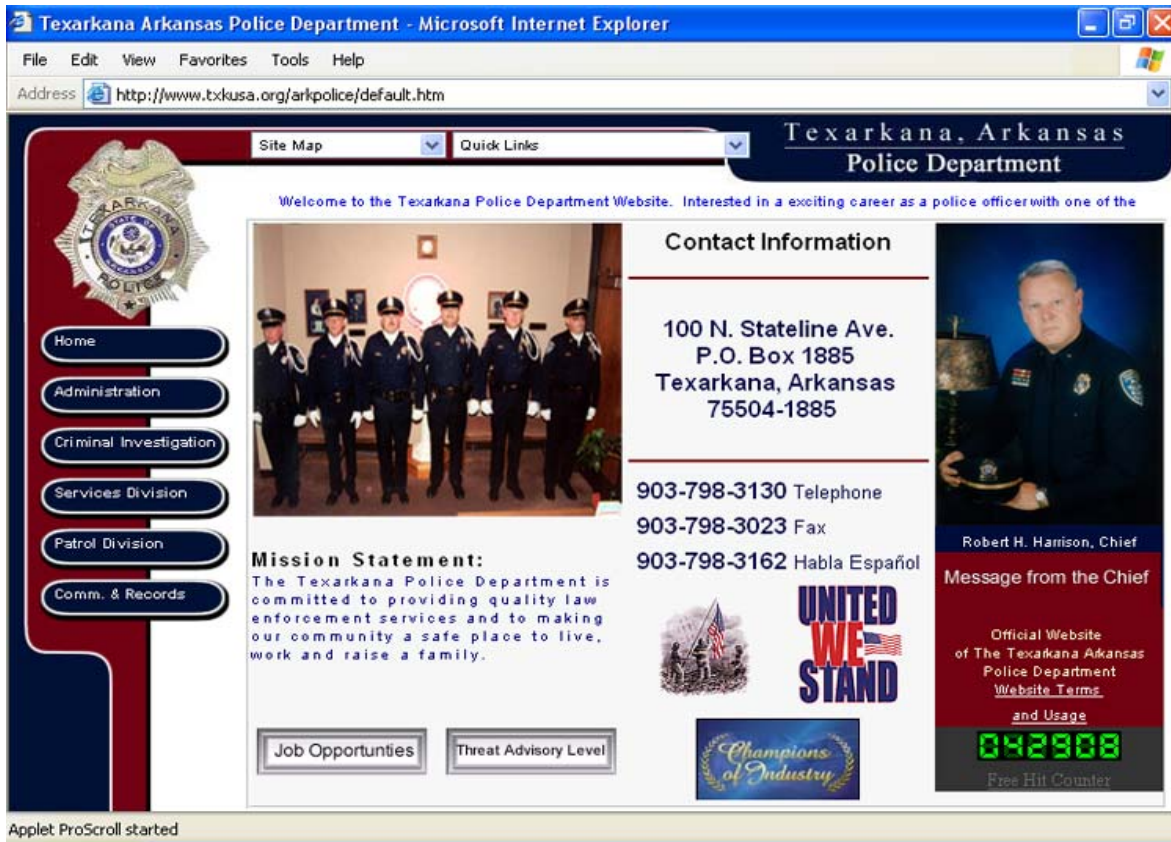 Texarkana Arkansas Police Department - Microsoft Internet Explorer
File Edit View Favorites Tools Help
Address http://www.txkusa.org/arkpolice/default.htm
Site Map
Quick Links
Texarkana, Arkansas
Police Department
TEXARKANA
STATE OF
ARKANSAS
POLICE
Welcome to the Texarkana Police Department Website. Interested in a exciting career as a police officer with one of the
Home
Administration
Criminal Investigation
Services Division
Patrol Division
Comm. & Records
Mission Statement:
The Texarkana Police Department is
committed to providing quality law
enforcement services and to making
our community a safe place to live,
work and raise a family.
Job Opportunties
Threat Advisory Level
Contact Information
100 N. Stateline Ave.
P.O. Box 1885
Texarkana, Arkansas
75504-1885
903-798-3130 Telephone
903-798-3023 Fax
903-798-3162 Habla Español
UNITED
WE
STAND
Champions
of Industry
Robert H. Harrison, Chief
Message from the Chief
Official Website
of The Texarkana Arkansas
Police Department
Website Terms
and Usage
042908
Free Hit Counter
Applet ProScroll started